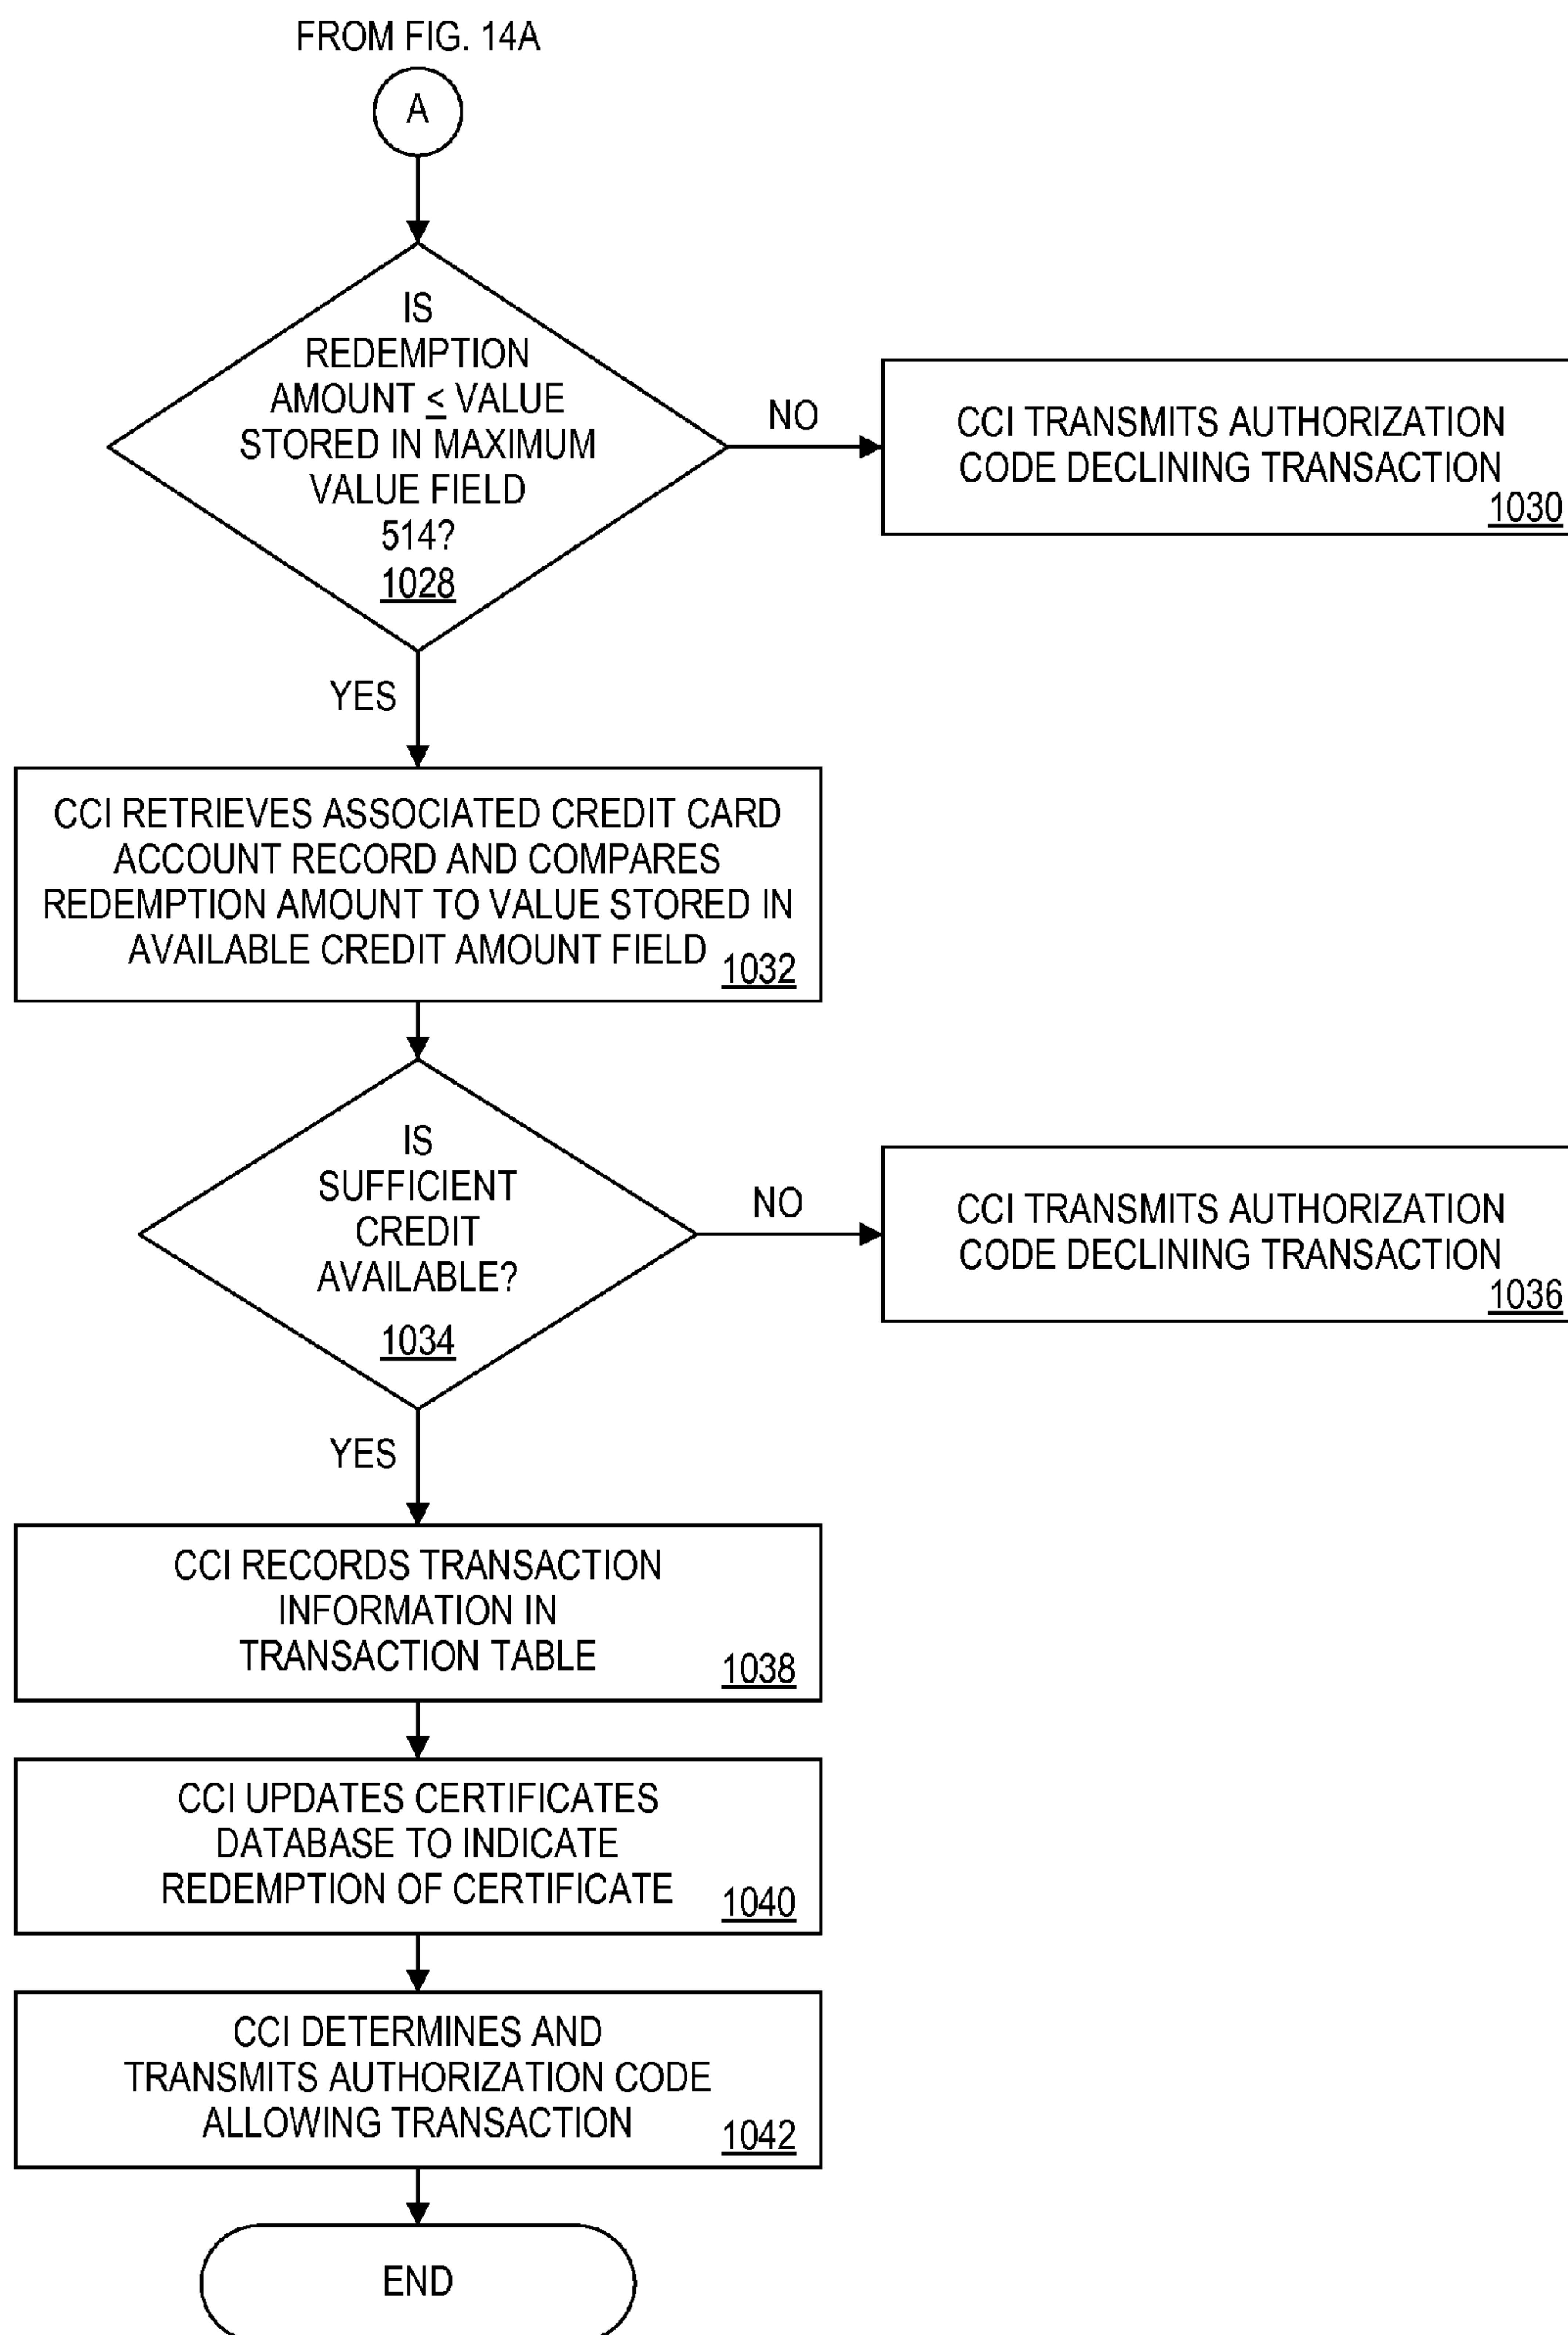 FROM FIG. 14A
A
IS
REDEMPTION
AMOUNT ≤ VALUE
STORED IN MAXIMUM
VALUE FIELD
514?
1028
NO
CCI TRANSMITS AUTHORIZATION
CODE DECLINING TRANSACTION
1030
YES
CCI RETRIEVES ASSOCIATED CREDIT CARD
ACCOUNT RECORD AND COMPARES
REDEMPTION AMOUNT TO VALUE STORED IN
AVAILABLE CREDIT AMOUNT FIELD
1032
IS
SUFFICIENT
CREDIT
AVAILABLE?
1034
NO
CCI TRANSMITS AUTHORIZATION
CODE DECLINING TRANSACTION
1036
YES
CCI RECORDS TRANSACTION
INFORMATION IN
TRANSACTION TABLE
1038
CCI UPDATES CERTIFICATES
DATABASE TO INDICATE
REDEMPTION OF CERTIFICATE
1040
CCI DETERMINES AND
TRANSMITS AUTHORIZATION CODE
ALLOWING TRANSACTION
1042
END